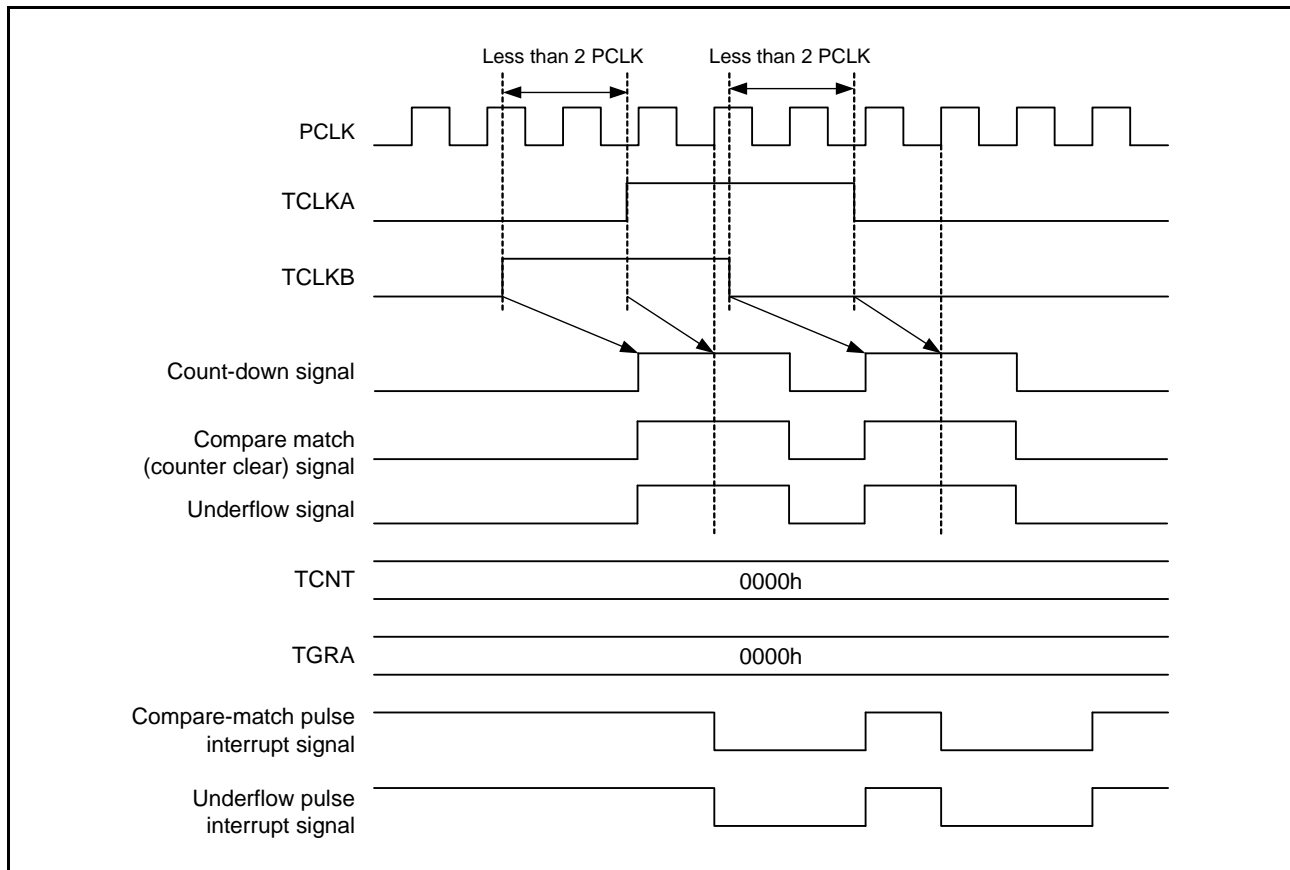 Less than 2 PCLK
Less than 2 PCLK
PCLK
TCLKA
TCLKB
Count-down signal
Compare match
(counter clear) signal
Underflow signal
TCNT
0000h
TGRA
0000h
Compare-match pulse
interrupt signal
Underflow pulse
interrupt signal